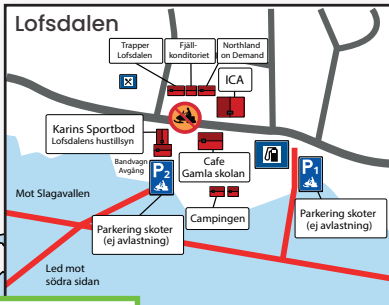 Lofsdalen
Trapper
Lofsdalen
Fjäll-
konditoriet
Northland
on Demand
ICA
Karins Sportbod
Lofsdalens hustillsyn
Bandvagn
Avgång
P2
Cafe
Gamla skolan
P1
Mot Slagavallen
Parkering skoter
(ej avlastning)
Campingen
Parkering skoter
(ej avlastning)
Led mot
södra sidan